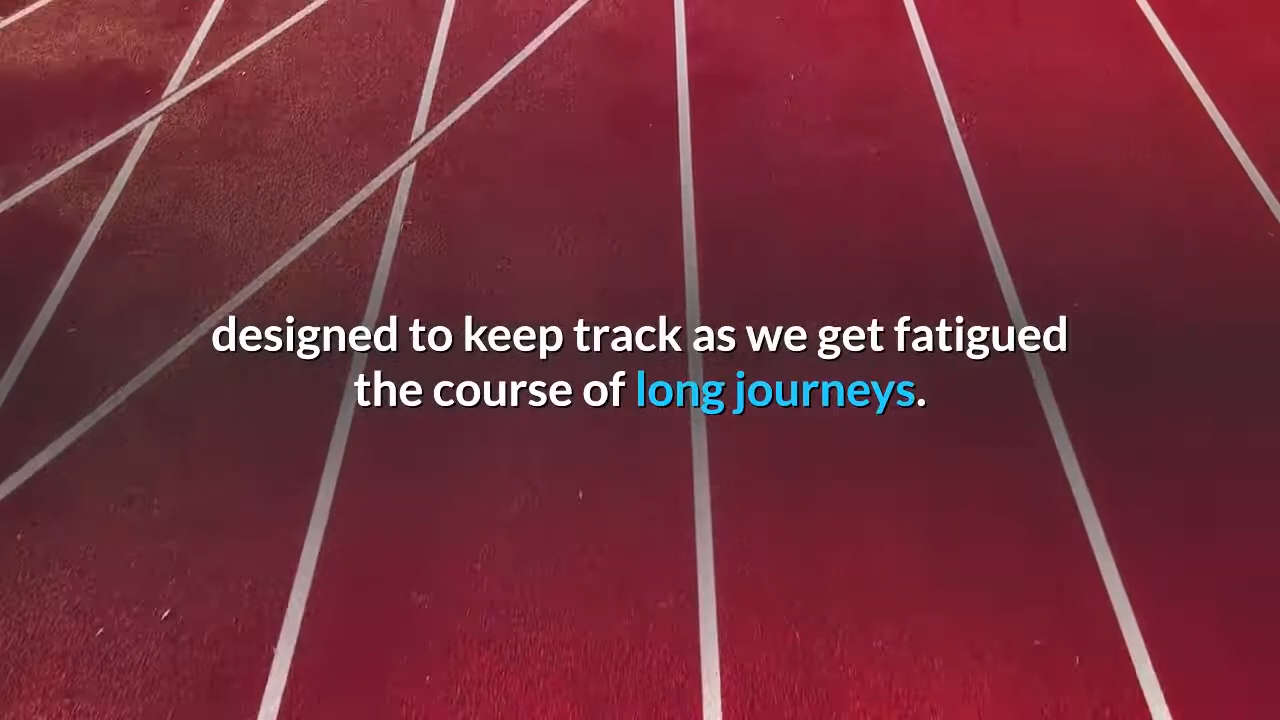 designed to keep track as we get fatigued
the course of long journeys.